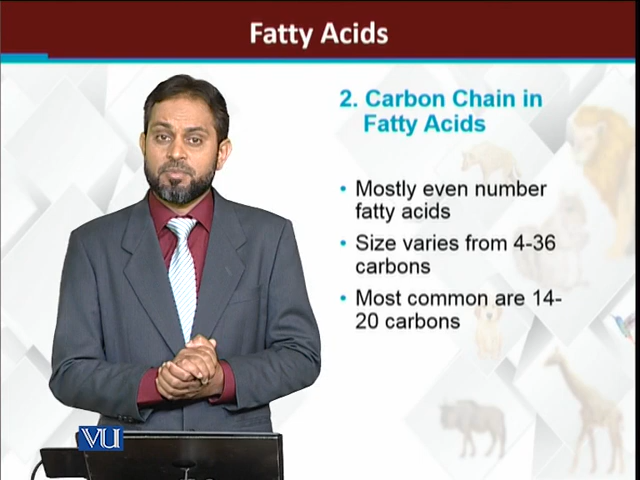 Fatty Acids
2. Carbon Chain in
Fatty Acids
• Mostly even number
fatty acids
• Size varies from 4-36
carbons
• Most common are 14-
20 carbons
VU